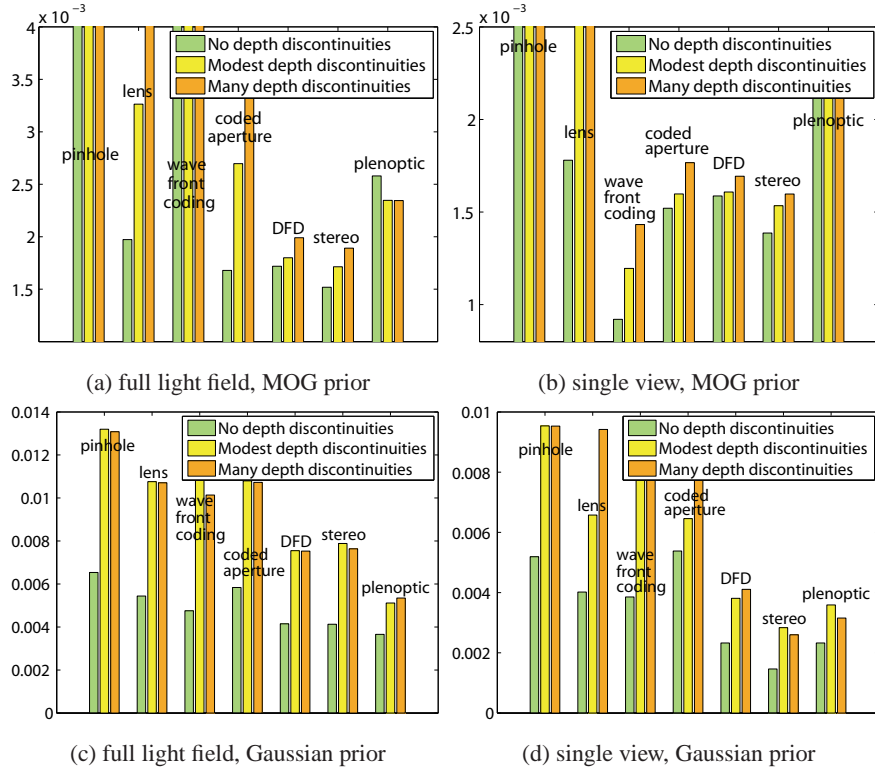 x 10⁻³
4
3.5
3
2.5
2
1.5
No depth discontinuities
Modest depth discontinuities
Many depth discontinuities
pinhole
lens
wave
front
coding
coded
aperture
DFD
stereo
plenoptic
(a) full light field, MOG prior
x 10⁻³
2.5
2
1.5
1
No depth discontinuities
Modest depth discontinuities
Many depth discontinuities
pinhole
lens
wave
front
coding
coded
aperture
DFD
stereo
plenoptic
(b) single view, MOG prior
0.014
0.012
0.01
0.008
0.006
0.004
0.002
0
No depth discontinuities
Modest depth discontinuities
Many depth discontinuities
pinhole
lens
wave
front
coding
coded
aperture
DFD
stereo
plenoptic
(c) full light field, Gaussian prior
0.01
0.008
0.006
0.004
0.002
0
No depth discontinuities
Modest depth discontinuities
Many depth discontinuities
pinhole
lens
wave
front
coding
coded
aperture
DFD
stereo
plenoptic
(d) single view, Gaussian prior